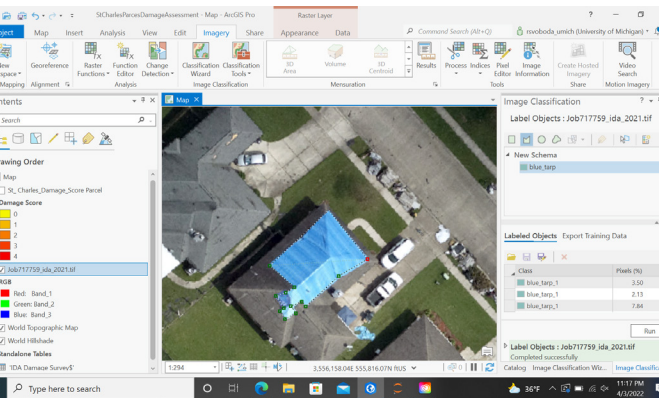 StCharlesParcesDamageAssessment - Map - ArcGIS Pro
Raster Layer
? - 
Map Insert Analysis View Edit Imagery Share Appearance Data
Command Search (Alt+Q)
rsvoboda_umich (University of Michigan)
Georeference
Raster Functions
Function Editor
Change Detection
Classification Wizard
Classification Tools
3D Area
Volume
3D Centroid
Results
Process
Indices
Pixel Editor
Image Information
Create Hosted Imagery
Video Search
Mapping
Alignment
Analysis
Image Classification
Mensuration
Tools
Share
Motion Imagery
Search
Map
St_ Charles_Damage_Score Parcel
Damage Score
0
1
2
3
4
Job717759_ida_2021.tif
Red: Band_1
Green: Band_2
Blue: Band_3
World Topographic Map
World Hillshade
Map
1:294
3,556,158.04E 555,816.07N ftUS
0
Image Classification
Label Objects : Job717759_ida_2021.tif
New Schema
blue_tarp
Labeled Objects Export Training Data
Class Pixels (%)
blue_tarp_1 3.50
blue_tarp_1 2.13
blue_tarp_1 7.84
Run
Label Objects : Job717759_ida_2021.tif
Completed successfully
Catalog Image Classification Wiz...
Type here to search
36°F
11:17 PM
4/3/2022